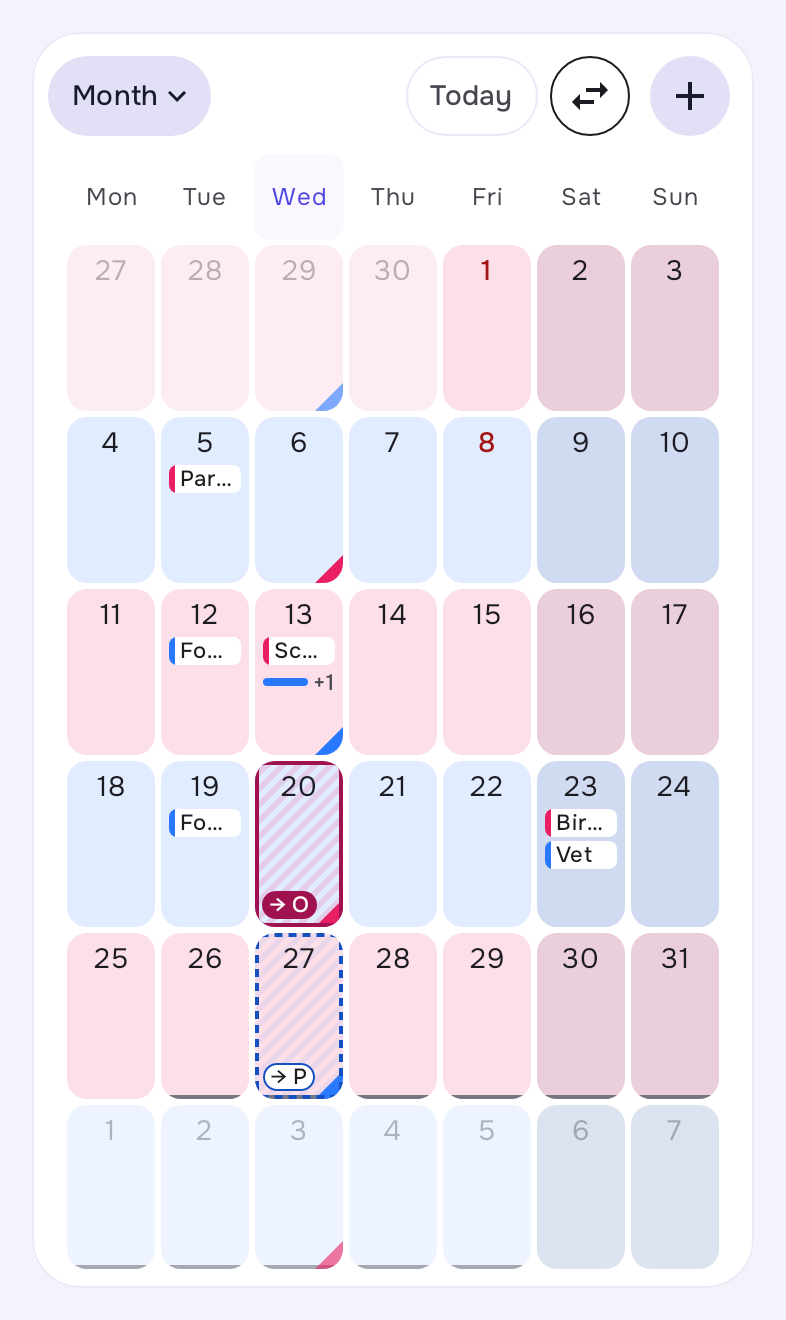 Month Today
Mon Tue Wed Thu Fri Sat Sun
27 28 29 30 1 2 3
4 5 6 7 8 9 10
Par...
11 12 13 14 15 16 17
Fo... Sc...
+1
18 19 20 21 22 23 24
Fo... Bir...
Vet
→ O
25 26 27 28 29 30 31
→ P
1 2 3 4 5 6 7